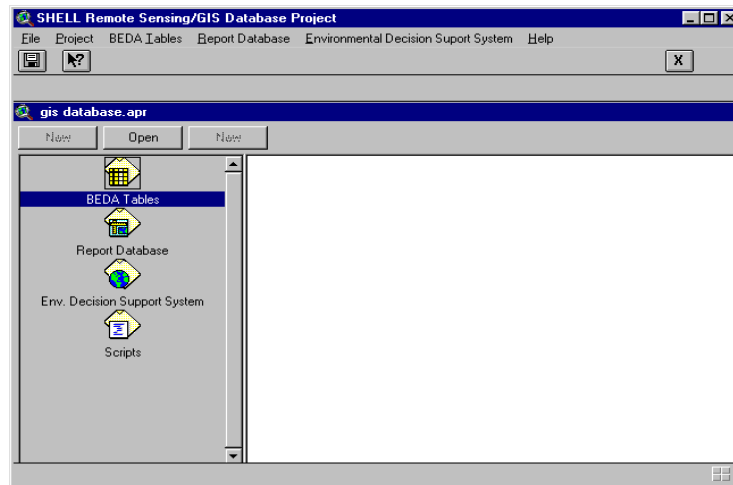 SHELL Remote Sensing/GIS Database Project
File Project BEDA Tables Report Database Environmental Decision Suport System Help
X
gis database.apr
New Open New
BEDA Tables
Report Database
Env. Decision Support System
Scripts